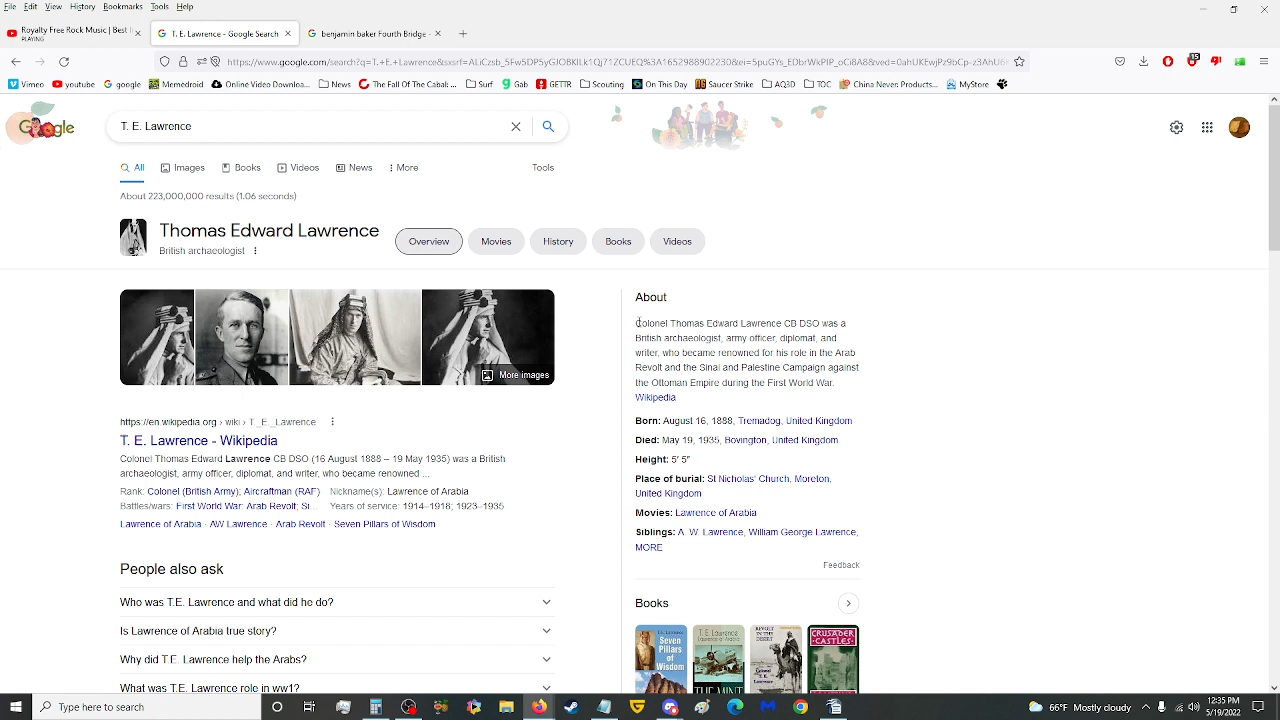 File Edit View History Bookmarks Tools Help
Royalty Free Rock Music | Best
PLAYING
T. E. Lawrence - Google Search
benjamin baker Fourth Bridge -
Vimeo youtube google Memedroid Online Video Downloa... News The Fall Of The Cabal ... Surf Gab GETTR Scouting On This Day Saucer Strike AQ3D TOC China Never Products... MyStore
Google
T. E. Lawrence
All Images Books Videos News More Tools
About 223,000,000 results (1.06 seconds)
Thomas Edward Lawrence
British archaeologist
Overview Movies History Books Videos
More images
https://en.wikipedia.org › wiki › T._E._Lawrence
T. E. Lawrence - Wikipedia
Colonel Thomas Edward Lawrence CB DSO (16 August 1888 – 19 May 1935) was a British
archaeologist, army officer, diplomat, and writer, who became renowned ...
Rank: Colonel (British Army); Aircraftman (RAF) Nickname(s): Lawrence of Arabia
Battles/wars: First World War: Arab Revolt; Si... Years of service: 1914–1918; 1923–1935
Lawrence of Arabia · AW Lawrence · Arab Revolt · Seven Pillars of Wisdom
People also ask
Who was T.E. Lawrence and what did he do?
Is Lawrence of Arabia true story?
Why did T.E. Lawrence help the Arabs?
What was T.E. Lawrence role in ww1?
About
Colonel Thomas Edward Lawrence CB DSO was a
British archaeologist, army officer, diplomat, and
writer, who became renowned for his role in the Arab
Revolt and the Sinai and Palestine Campaign against
the Ottoman Empire during the First World War.
Wikipedia
Born: August 16, 1888, Tremadog, United Kingdom
Died: May 19, 1935, Bovington, United Kingdom
Height: 5′ 5″
Place of burial: St Nicholas' Church, Moreton,
United Kingdom
Movies: Lawrence of Arabia
Siblings: A. W. Lawrence, William George Lawrence,
MORE
Feedback
Books
Seven
Pillars
of
Wisdom
T. E. Lawrence
THE MINT
REVOLT
IN THE
DESERT
CRUSADER
CASTLES
Type here to search
66°F Mostly cloudy
12:35 PM
5/19/2022